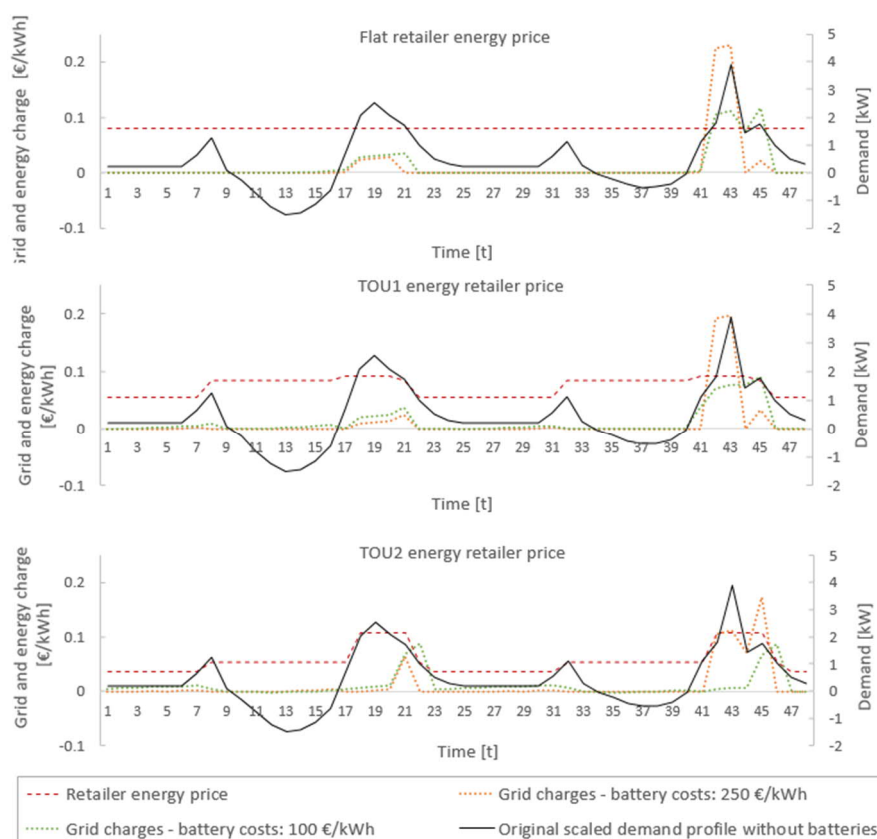 Flat retailer energy price
Grid and energy charge [€/kWh]
0.2
0.1
0
-0.1
5
4
3
2
1
0
-1
-2
Demand [kW]
1 3 5 7 9 11 13 15 17 19 21 23 25 27 29 31 33 35 37 39 41 43 45 47
Time [t]
TOU1 energy retailer price
Grid and energy charge
[€/kWh]
0.2
0.1
0
-0.1
5
4
3
2
1
0
-1
-2
Demand [kW]
1 3 5 7 9 11 13 15 17 19 21 23 25 27 29 31 33 35 37 39 41 43 45 47
Time [t]
TOU2 energy retailer price
Grid and energy charge
[€/kWh]
0.2
0.1
0
-0.1
5
4
3
2
1
0
-1
-2
Demand [kW]
1 3 5 7 9 11 13 15 17 19 21 23 25 27 29 31 33 35 37 39 41 43 45 47
Time [t]
Retailer energy price
Grid charges - battery costs: 250 €/kWh
Grid charges - battery costs: 100 €/kWh
Original scaled demand profile without batteries